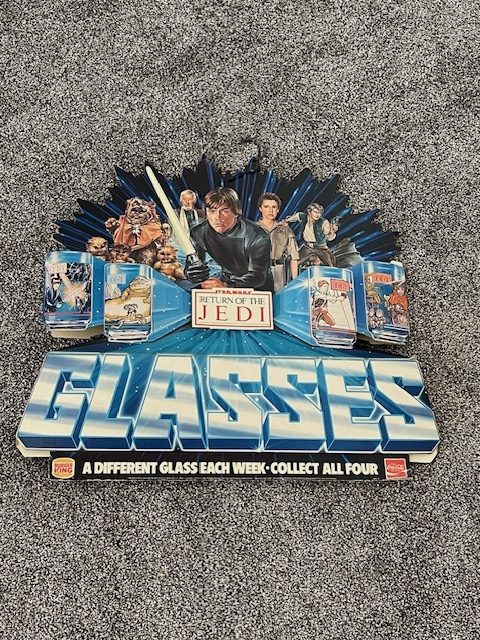 STAR WARS
RETURN OF THE
JEDI
GLASSES
BURGER
KING
A DIFFERENT GLASS EACH WEEK·COLLECT ALL FOUR
Coca-Cola